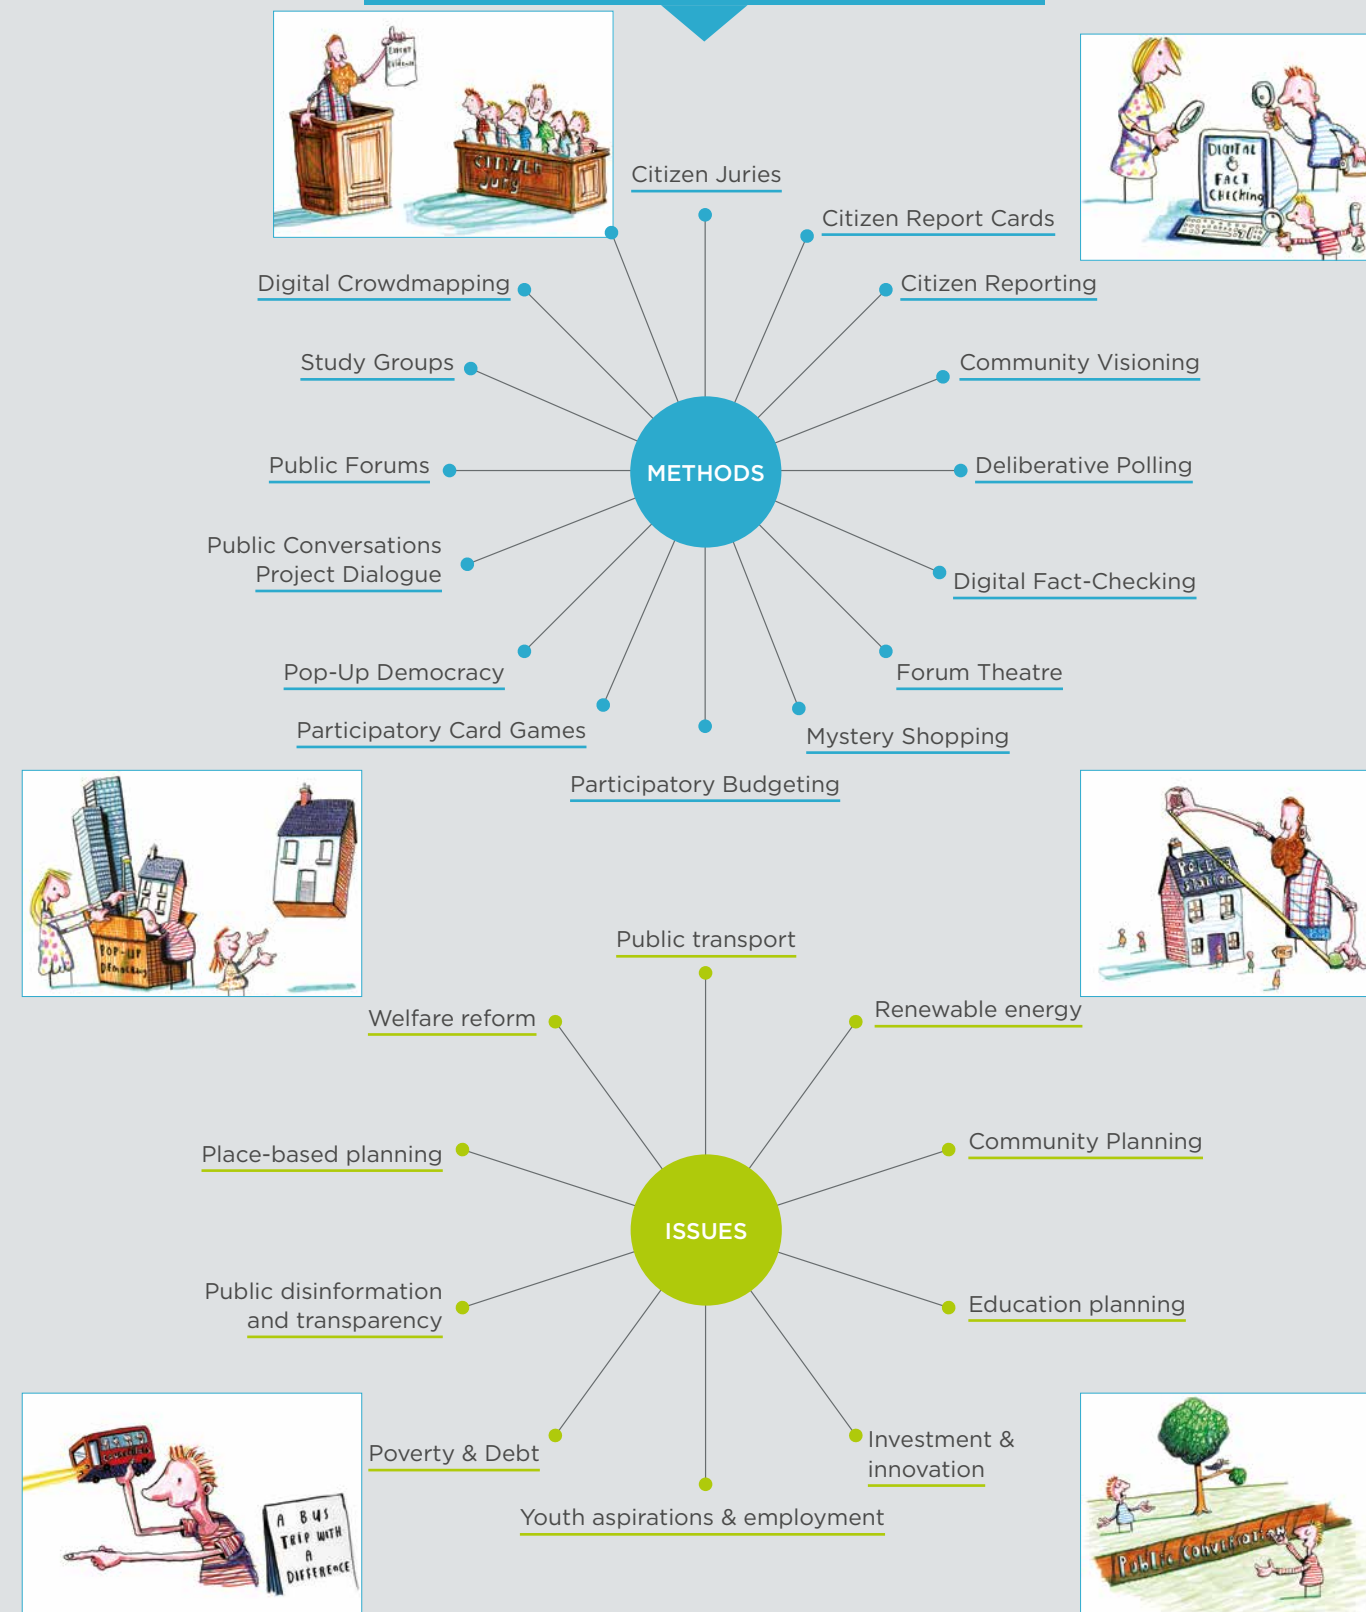 EXPERT
Evidence
CITIZEN
JURY
DIGITAL
&
FACT
CHECKING
Citizen Juries
Citizen Report Cards
Digital Crowdmapping
Citizen Reporting
Study Groups
Community Visioning
Public Forums
METHODS
Deliberative Polling
Public Conversations
Project Dialogue
Digital Fact-Checking
Pop-Up Democracy
Forum Theatre
Participatory Card Games
Mystery Shopping
Participatory Budgeting
POP-UP
DEMOCRACY
POLLING
STATION
Public transport
Welfare reform
Renewable energy
Place-based planning
Community Planning
ISSUES
Public disinformation
and transparency
Education planning
Poverty & Debt
Investment &
innovation
Youth aspirations & employment
A BUS
TRIP WITH
A
DIFFERENCE
Public Conversation